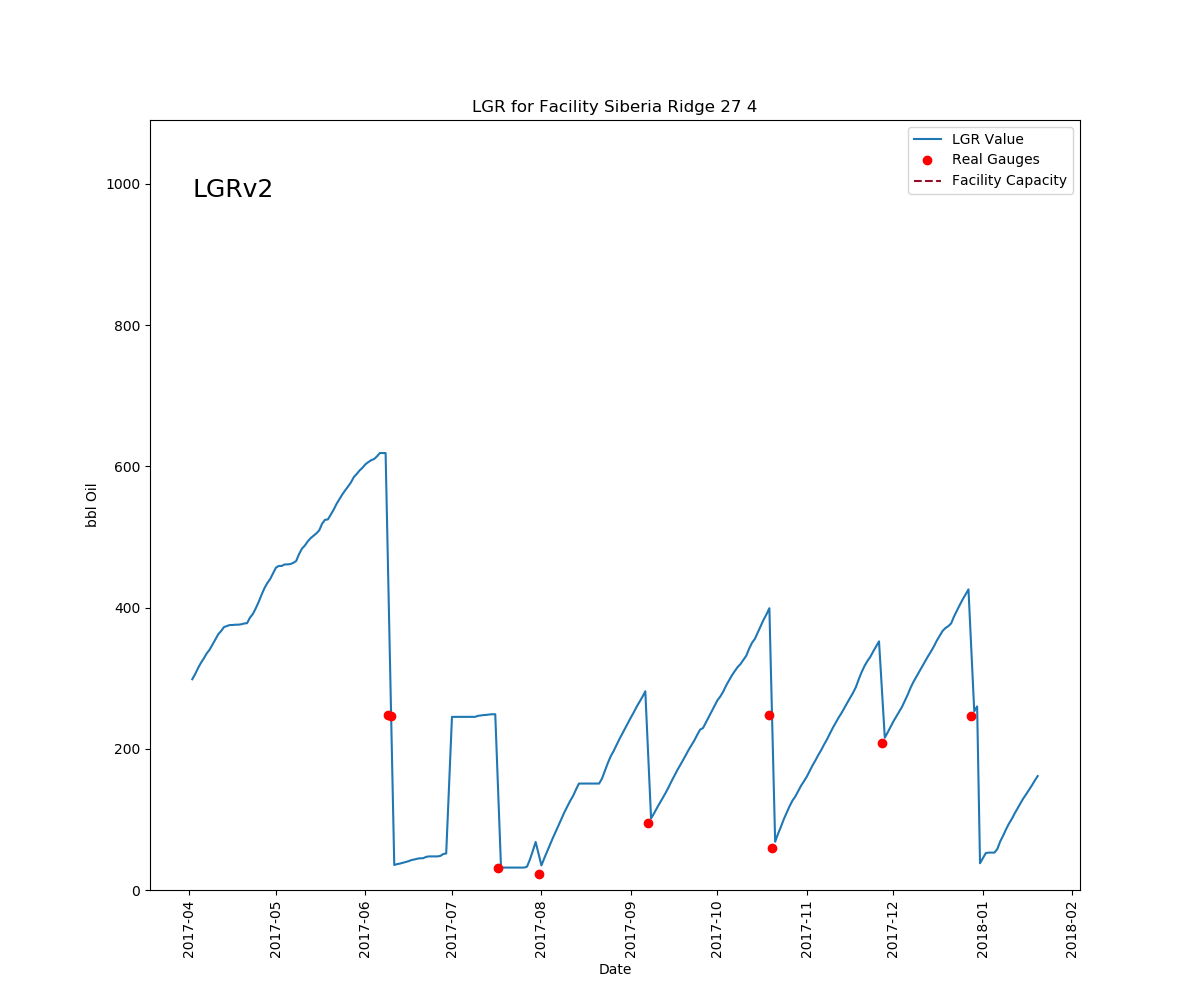 LGR for Facility Siberia Ridge 27 4
LGR Value
Real Gauges
Facility Capacity
LGRv2
1000
800
600
400
200
0
bbl Oil
2017-04
2017-05
2017-06
2017-07
2017-08
2017-09
2017-10
2017-11
2017-12
2018-01
2018-02
Date